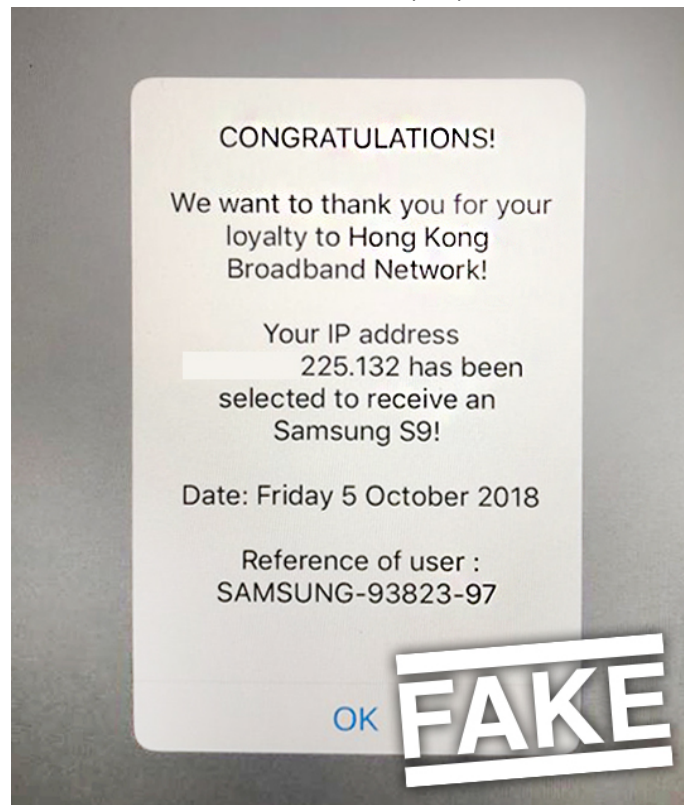 CONGRATULATIONS!
We want to thank you for your
loyalty to Hong Kong
Broadband Network!
Your IP address
225.132 has been
selected to receive an
Samsung S9!
Date: Friday 5 October 2018
Reference of user :
SAMSUNG-93823-97
OK
FAKE